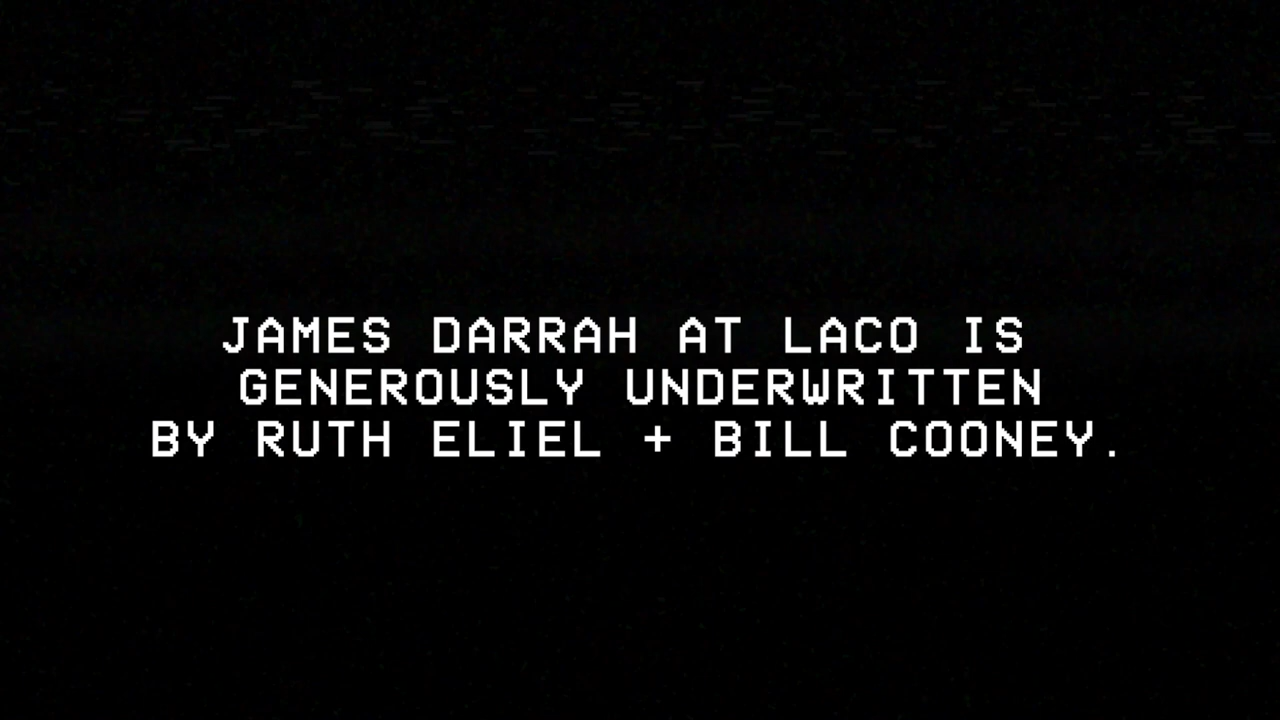 JAMES DARRAH AT LACO IS
GENEROUSLY UNDERWRITTEN
BY RUTH ELIEL + BILL COONEY.